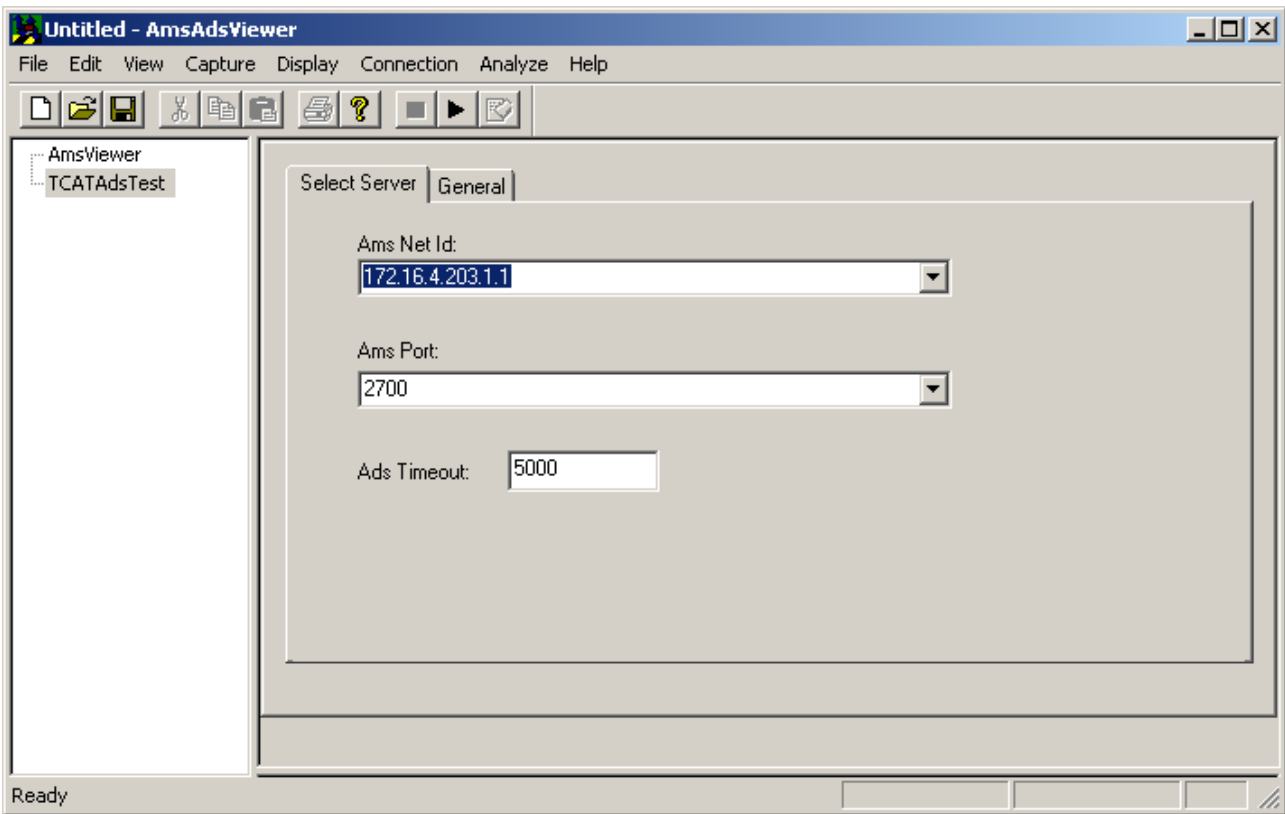 Untitled - AmsAdsViewer
File Edit View Capture Display Connection Analyze Help
AmsViewer
TCATAdsTest
Select Server General
Ams Net Id:
172.16.4.203.1.1
Ams Port:
2700
Ads Timeout: 5000
Ready